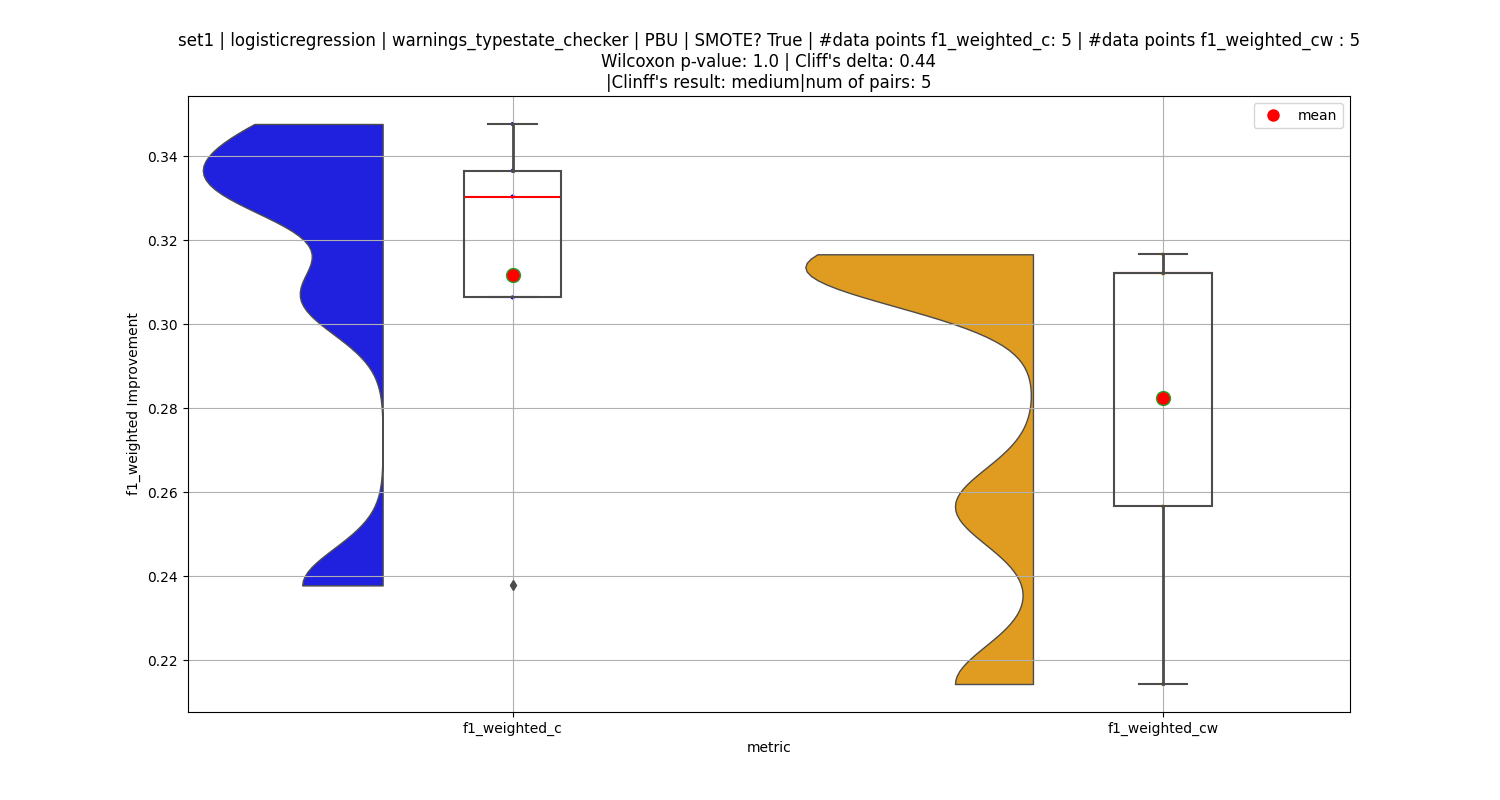 set1 | logisticregression | warnings_typestate_checker | PBU | SMOTE? True | #data points f1_weighted_c: 5 | #data points f1_weighted_cw : 5
Wilcoxon p-value: 1.0 | Cliff's delta: 0.44
|Clinff's result: medium|num of pairs: 5
mean
0.34
0.32
0.30
0.28
0.26
0.24
0.22
f1_weighted Improvement
f1_weighted_c
f1_weighted_cw
metric